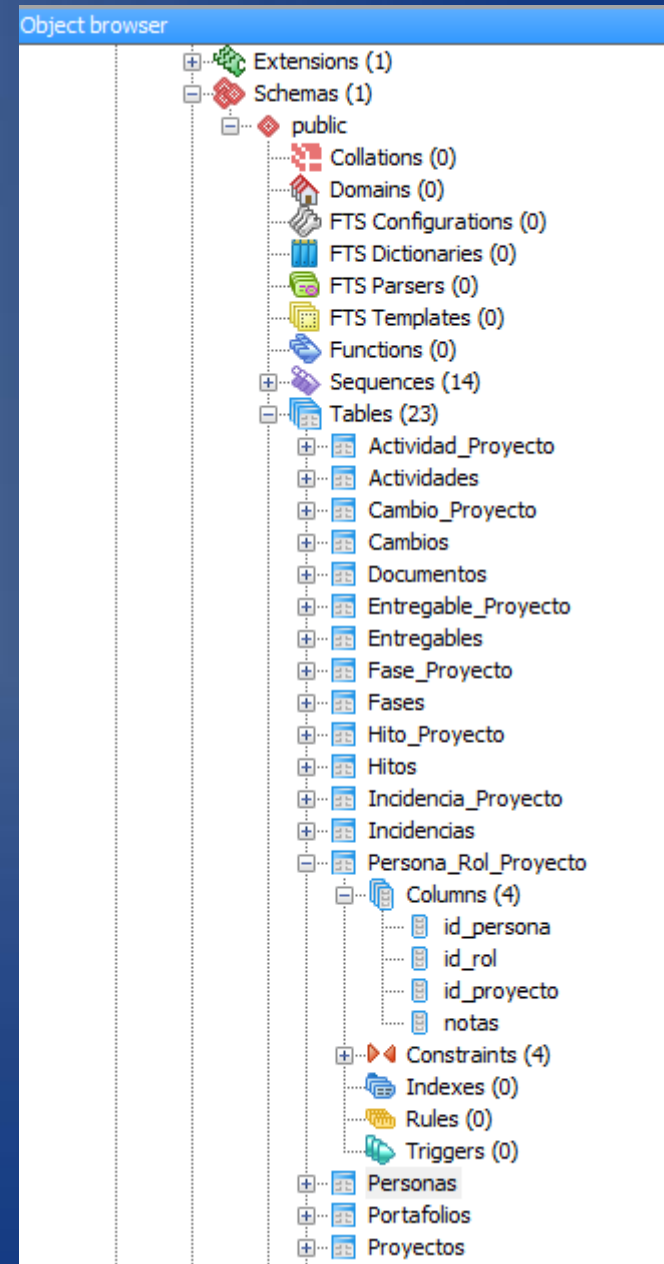 Object browser
Extensions (1)
Schemas (1)
public
Collations (0)
Domains (0)
FTS Configurations (0)
FTS Dictionaries (0)
FTS Parsers (0)
FTS Templates (0)
Functions (0)
Sequences (14)
Tables (23)
Actividad_Proyecto
Actividades
Cambio_Proyecto
Cambios
Documentos
Entregable_Proyecto
Entregables
Fase_Proyecto
Fases
Hito_Proyecto
Hitos
Incidencia_Proyecto
Incidencias
Persona_Rol_Proyecto
Columns (4)
id_persona
id_rol
id_proyecto
notas
Constraints (4)
Indexes (0)
Rules (0)
Triggers (0)
Personas
Portafolios
Proyectos